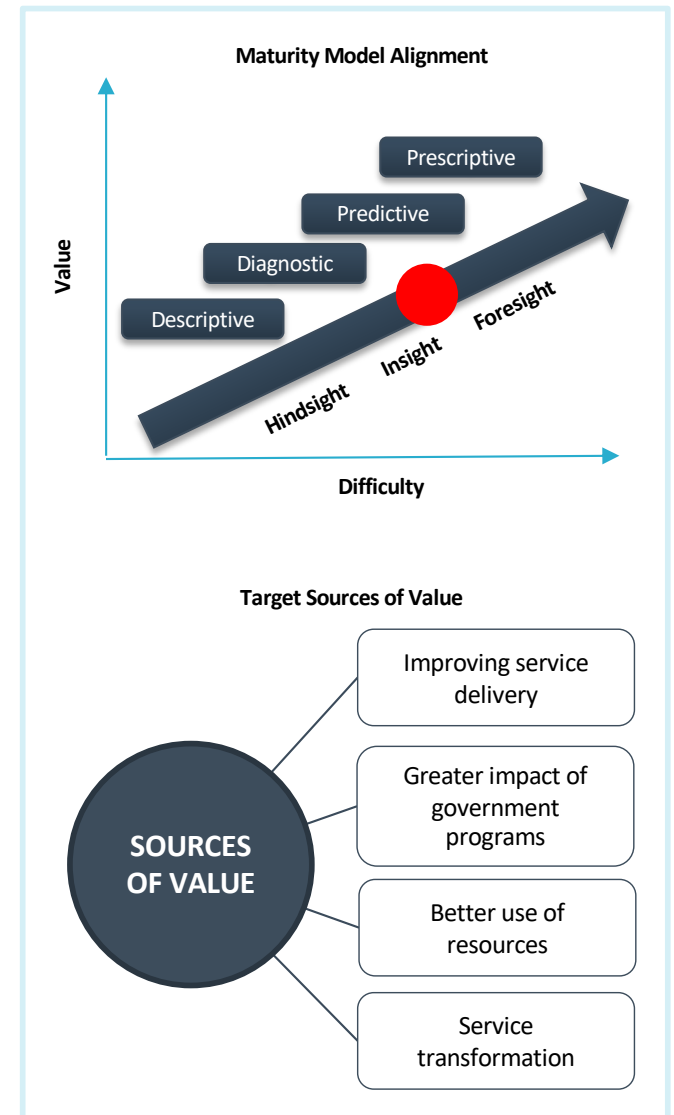 Maturity Model Alignment
Prescriptive
Predictive
Diagnostic
Descriptive
Value
Hindsight
Insight
Foresight
Difficulty
Target Sources of Value
SOURCES
OF VALUE
Improving service
delivery
Greater impact of
government
programs
Better use of
resources
Service
transformation